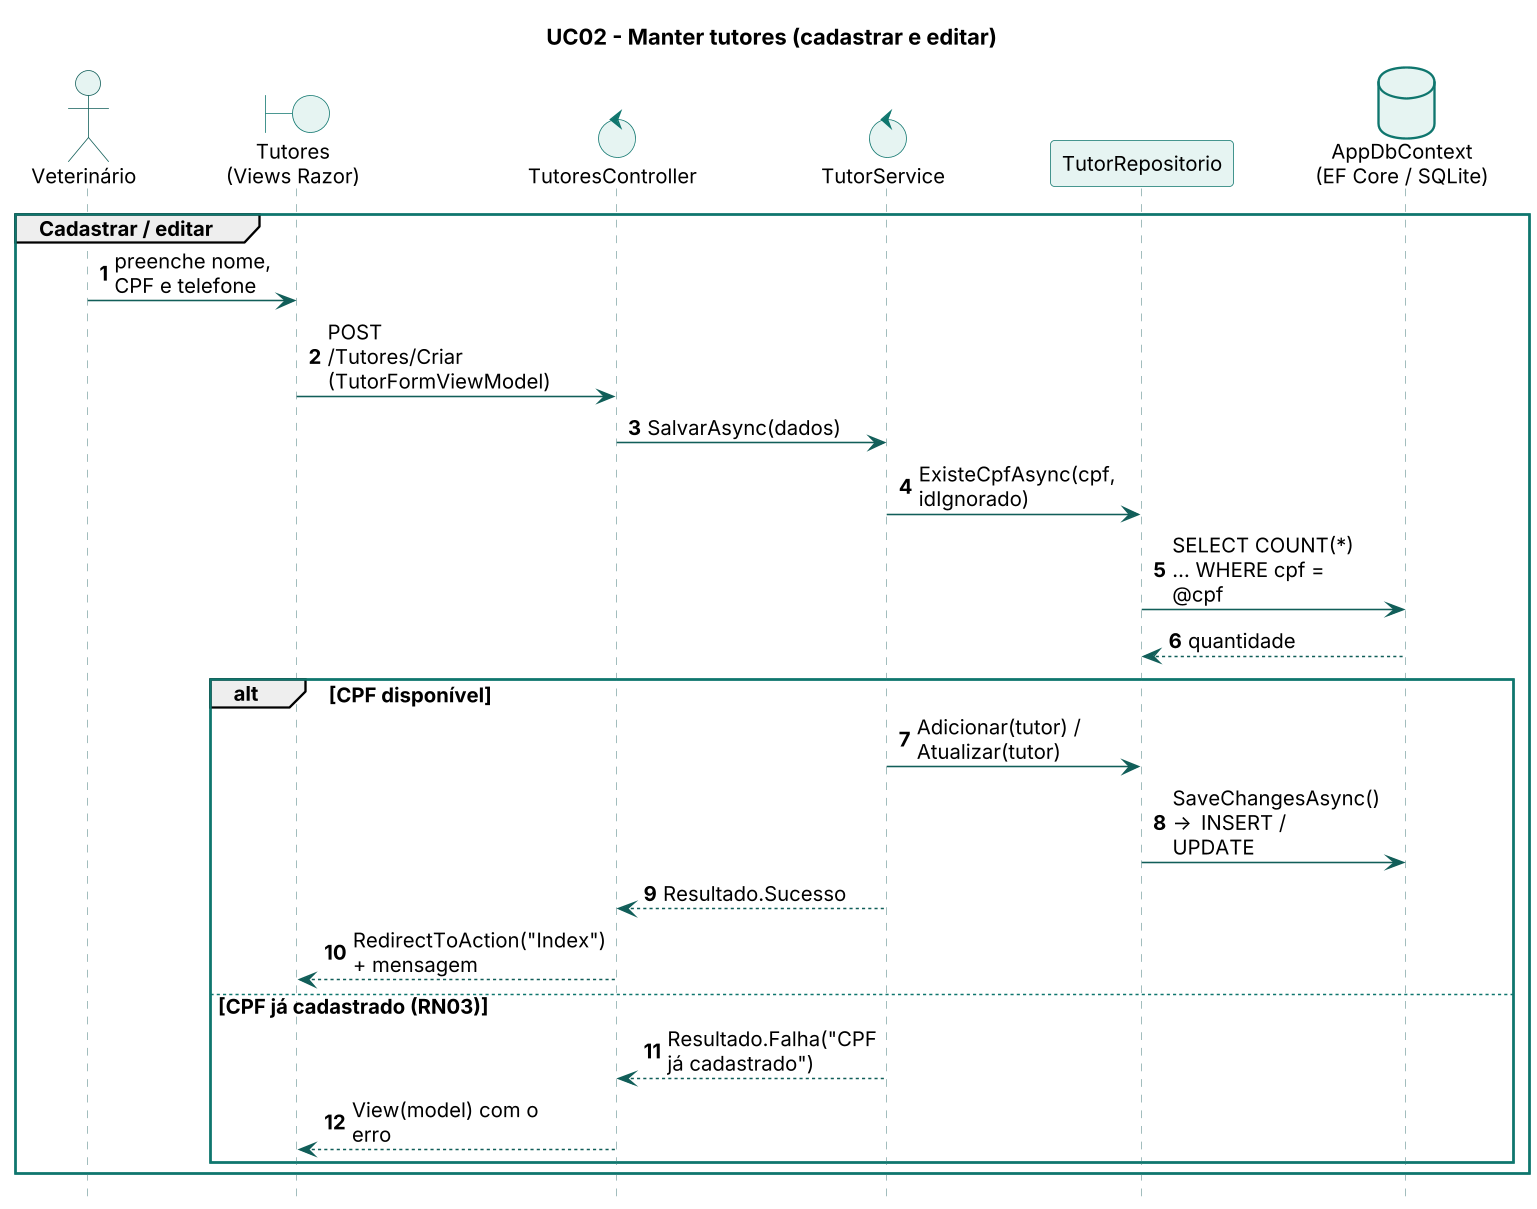 UC02 - Manter tutores (cadastrar e editar)
Veterinário
Tutores
(Views Razor)
TutoresController
TutorService
TutorRepositorio
AppDbContext
(EF Core / SQLite)
Cadastrar / editar
1 preenche nome,
CPF e telefone
POST
2 /Tutores/Criar
(TutorFormViewModel)
3 SalvarAsync(dados)
4 ExisteCpfAsync(cpf,
idIgnorado)
SELECT COUNT(*)
5 ... WHERE cpf =
@cpf
6 quantidade
alt [CPF disponível]
7 Adicionar(tutor) /
Atualizar(tutor)
SaveChangesAsync()
8 → INSERT /
UPDATE
9 Resultado.Sucesso
10 RedirectToAction("Index")
+ mensagem
[CPF já cadastrado (RN03)]
11 Resultado.Falha("CPF
já cadastrado")
12 View(model) com o
erro